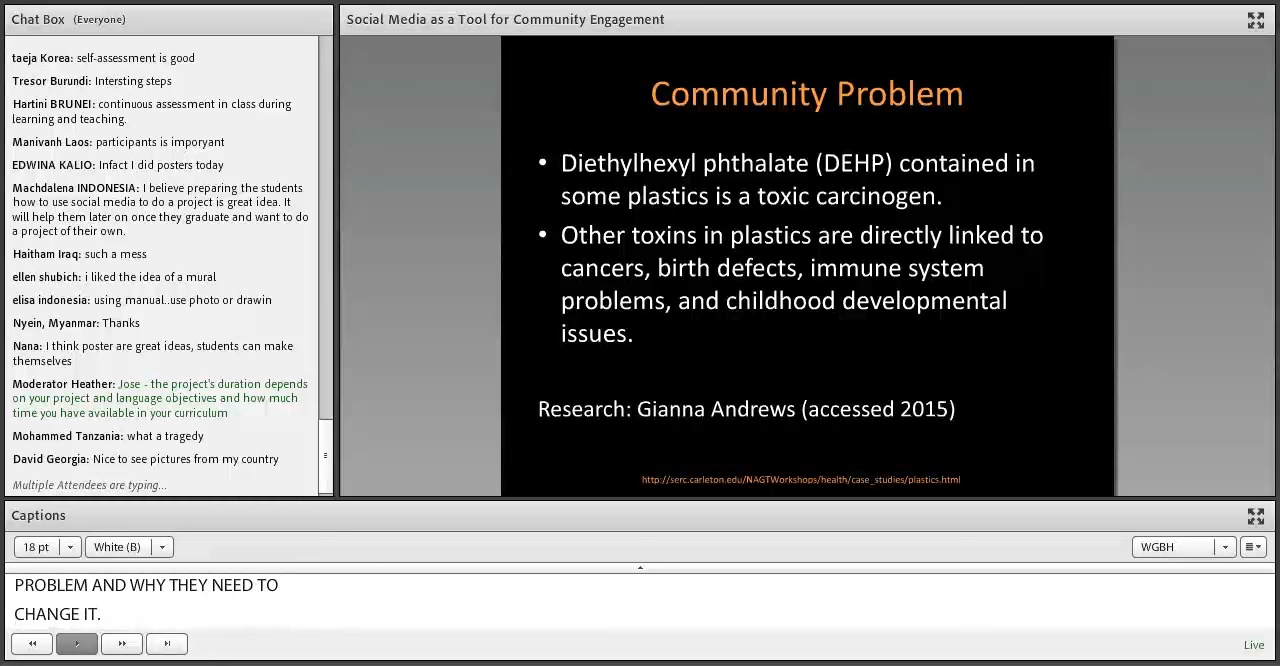 Chat Box (Everyone)
taeja Korea: self-assessment is good
Tresor Burundi: Intersting steps
Hartini BRUNEI: continuous assessment in class during
learning and teaching.
Manivanh Laos: participants is imporyant
EDWINA KALIO: Infact I did posters today
Machdalena INDONESIA: I believe preparing the students
how to use social media to do a project is great idea. It
will help them later on once they graduate and want to do
a project of their own.
Haitham Iraq: such a mess
ellen shubich: i liked the idea of a mural
elisa indonesia: using manual..use photo or drawin
Nyein, Myanmar: Thanks
Nana: I think poster are great ideas, students can make
themselves
Moderator Heather: Jose - the project's duration depends
on your project and language objectives and how much
time you have available in your curriculum
Mohammed Tanzania: what a tragedy
David Georgia: Nice to see pictures from my country
Multiple Attendees are typing...
Social Media as a Tool for Community Engagement
Community Problem
• Diethylhexyl phthalate (DEHP) contained in
some plastics is a toxic carcinogen.
• Other toxins in plastics are directly linked to
cancers, birth defects, immune system
problems, and childhood developmental
issues.
Research: Gianna Andrews (accessed 2015)
http://serc.carleton.edu/NAGTWorkshops/health/case_studies/plastics.html
Captions
18 pt
White (B)
WGBH
PROBLEM AND WHY THEY NEED TO
CHANGE IT.
Live